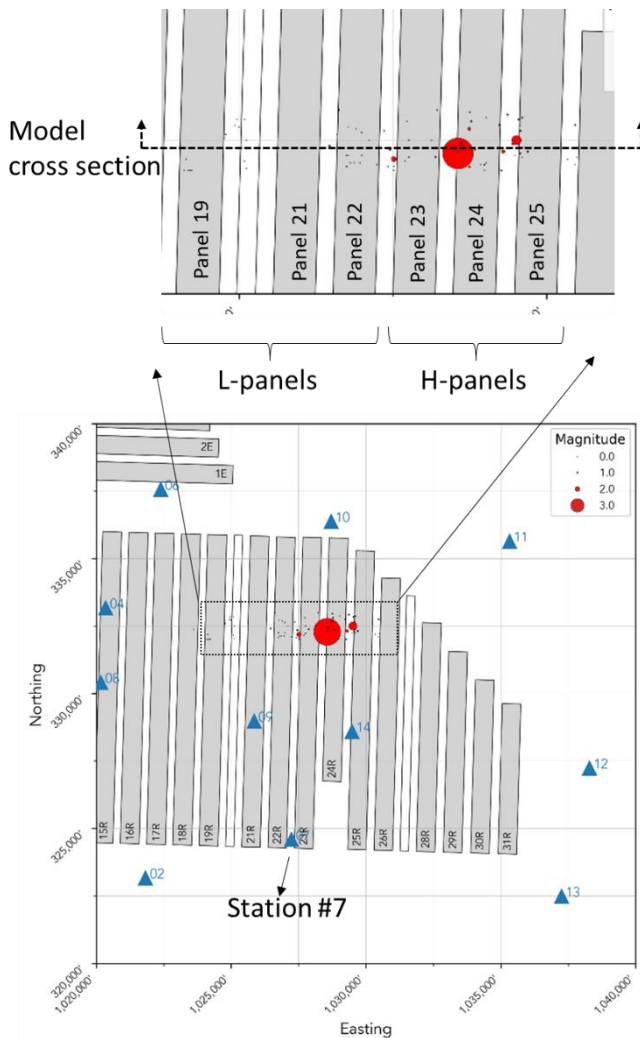 Model
cross section
Panel 19
Panel 21
Panel 22
Panel 23
Panel 24
Panel 25
L-panels
H-panels
340,000'
335,000'
330,000'
325,000'
320,000'
Northing
2E
1E
Magnitude
0.0
1.0
2.0
3.0
06
10
11
04
08
09
14
12
02
13
15R
16R
17R
18R
19R
21R
22R
23R
24R
25R
26R
28R
29R
30R
31R
Station #7
1,020,000'
1,025,000'
1,030,000'
1,035,000'
1,040,000'
Easting